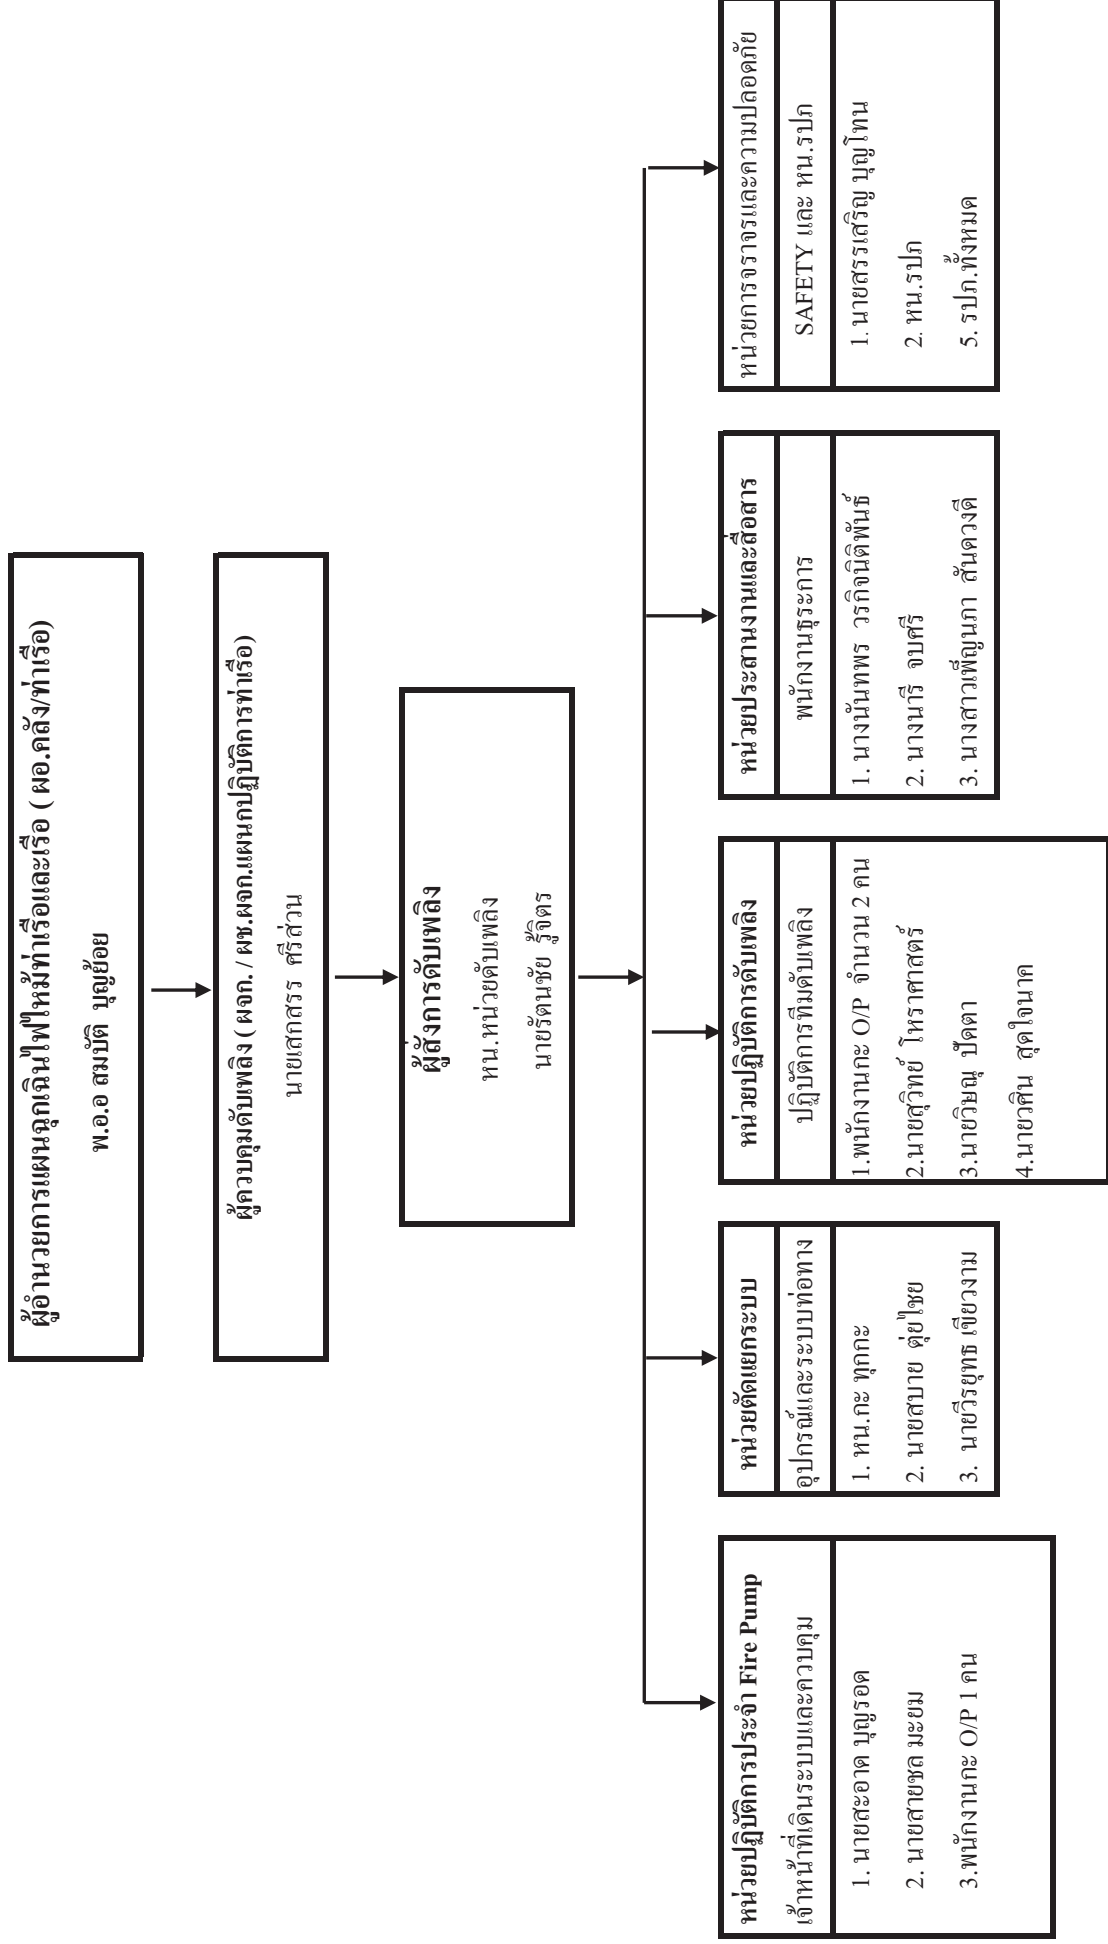 ผู้อำนวยการแผนฉุกเฉินไฟไหม้ท่าเรือและเรือ ( ผอ.คลัง/ท่าเรือ)
พ.อ.อ สมบัติ บุญย้อย
ผู้ควบคุมดับเพลิง ( ผจก. / ผช.ผจก.แผนกปฏิบัติการท่าเรือ)
นายเสกสรร ศรีส่วน
ผู้สั่งการดับเพลิง
หน.หน่วยดับเพลิง
นายรัตนชัย รู้จิตร
หน่วยปฏิบัติการประจำ Fire Pump
เจ้าหน้าที่เดินระบบและควบคุม
1. นายสะอาด บุญรอด
2. นายสายชล มะยม
3.พนักงานกะ O/P 1 คน
หน่วยตัดแยกระบบ
อุปกรณ์และระบบท่อทาง
1. หน.กะ ทุกกะ
2. นายสบาย ตุ่ยไชย
3. นายวีรยุทธ เขียวงาม
หน่วยปฏิบัติการดับเพลิง
ปฏิบัติการทีมดับเพลิง
1.พนักงานกะ O/P จำนวน 2 คน
2.นายสุวิทย์ โหราศาสตร์
3.นายวิษณุ ปัดตา
4.นายวศิน สุดใจนาค
หน่วยประสานงานและสื่อสาร
พนักงานธุระการ
1. นางนันทพร วรกิจนิติพันธ์
2. นางนารี จบศรี
3. นางสาวเพ็ญนภา สันดวงดี
หน่วยการจราจรและความปลอดภัย
SAFETY และ หน.รปภ
1. นายสรรเสริญ บุญโทน
2. หน.รปภ
5. รปภ.ทั้งหมด